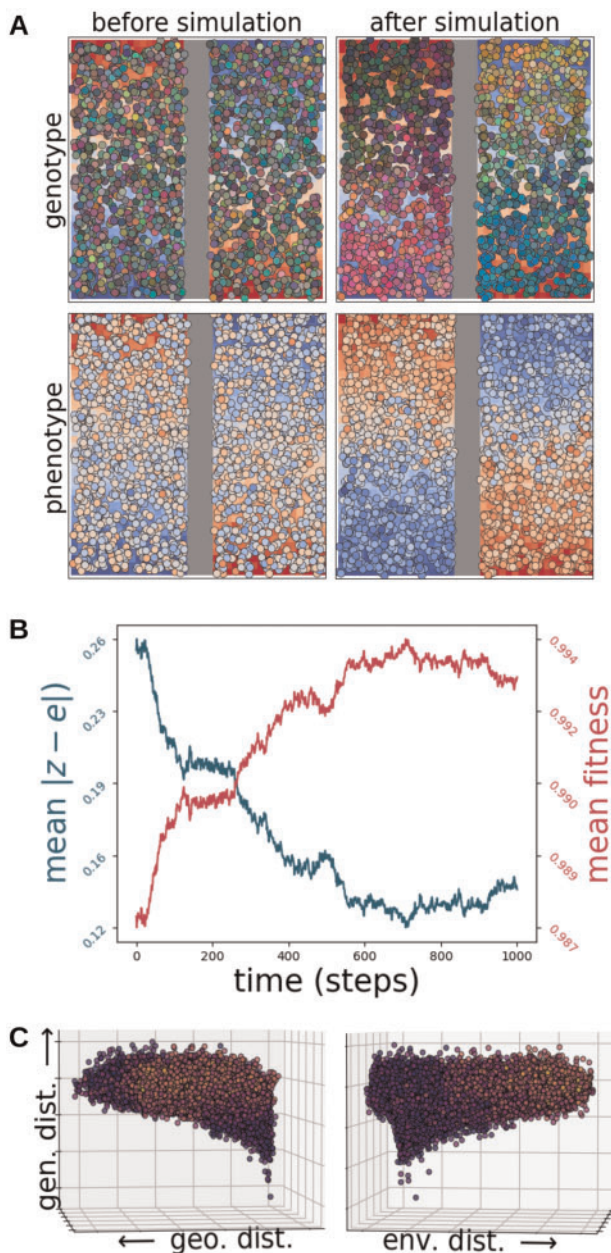 A
before simulation
after simulation
genotype
phenotype
B
0.26
0.23
0.19
0.16
0.12
mean |z − e|
0.994
0.992
0.990
0.989
0.987
mean fitness
0 200 400 600 800 1000
time (steps)
C
gen. dist. →
← geo. dist.
env. dist. →